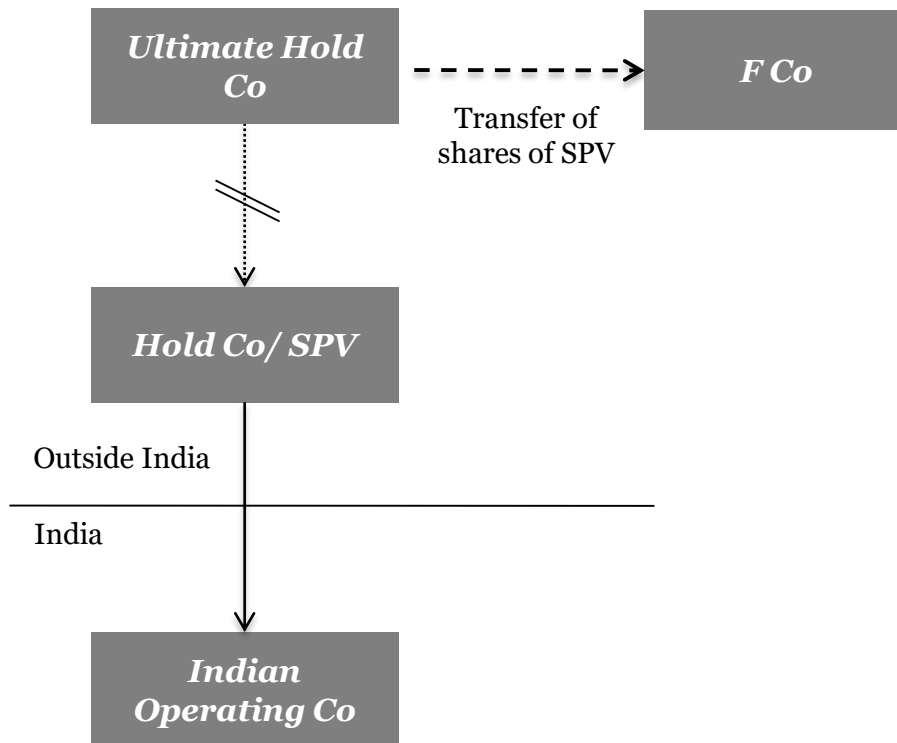 Ultimate Hold
Co
F Co
Transfer of
shares of SPV
Hold Co/ SPV
Outside India
India
Indian
Operating Co